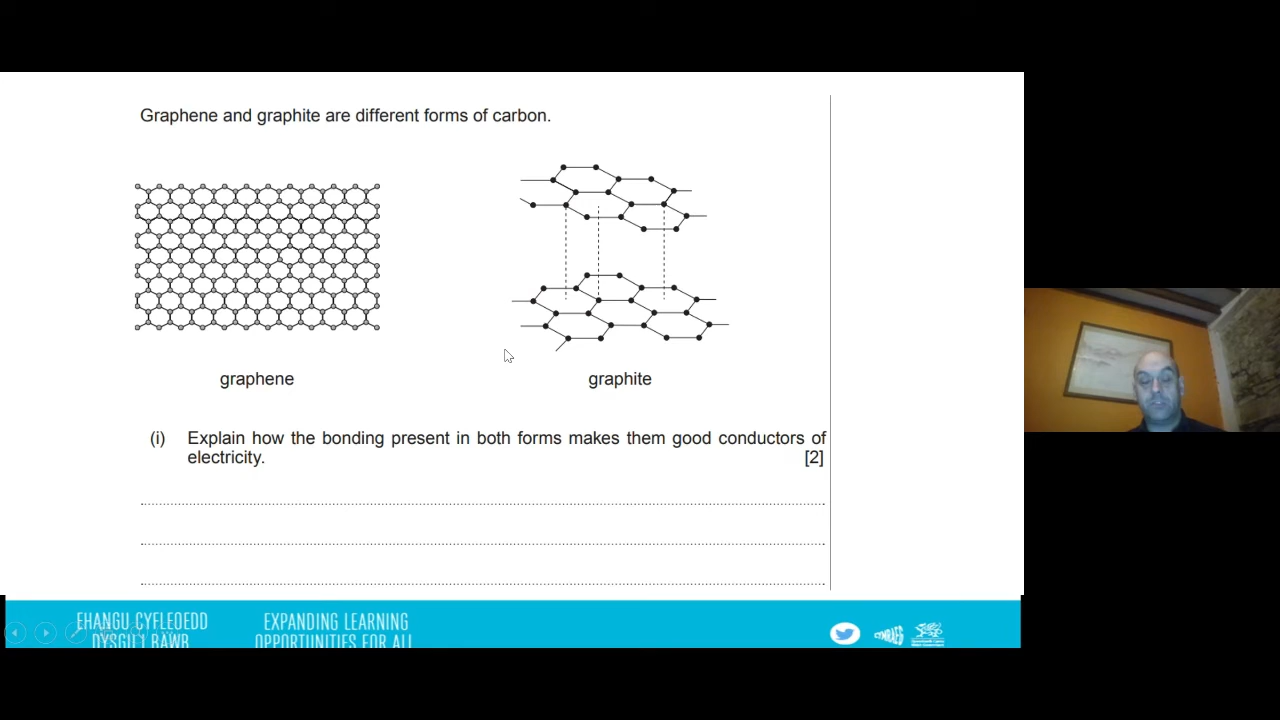 Graphene and graphite are different forms of carbon.
graphene
graphite
(i) Explain how the bonding present in both forms makes them good conductors of
electricity. [2]
EHANGU CYFLEOEDD
DYSGU I BAWB
EXPANDING LEARNING
OPPORTUNITIES FOR ALL
CYMRAEG